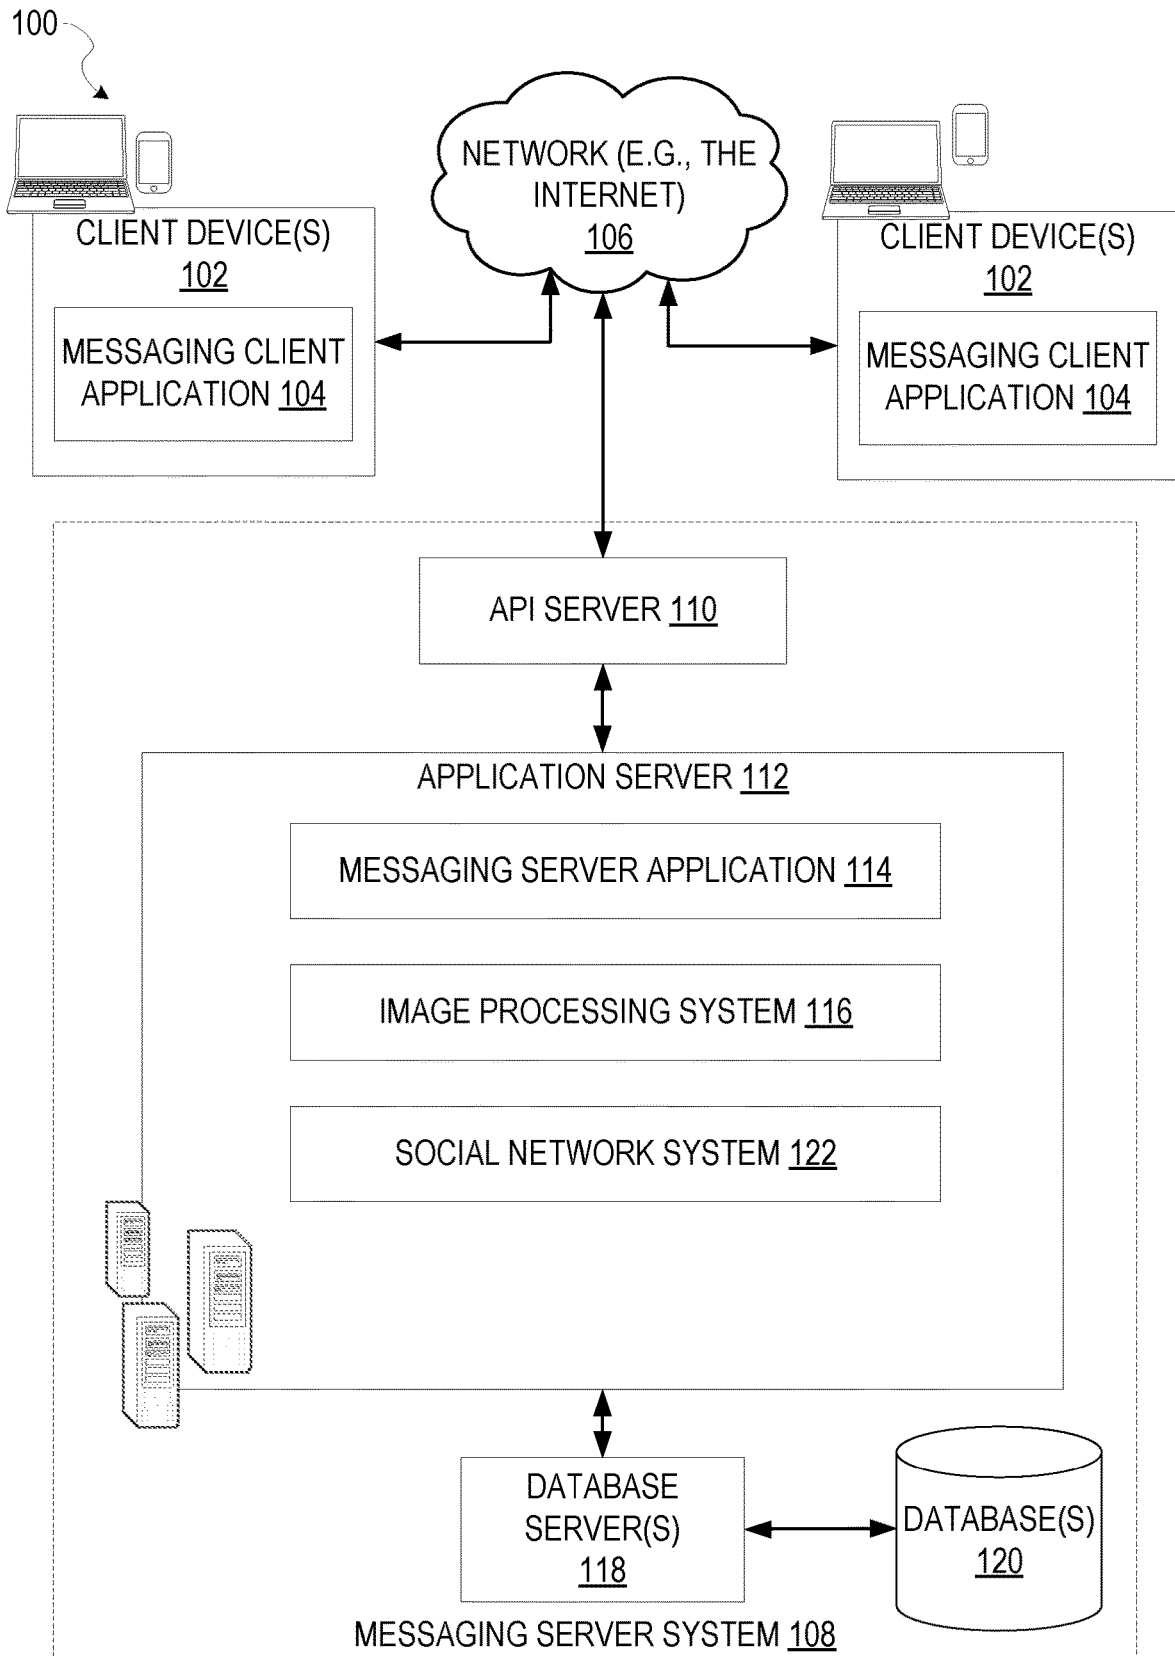 100
NETWORK (E.G., THE
INTERNET)
106
CLIENT DEVICE(S)
102
MESSAGING CLIENT
APPLICATION 104
CLIENT DEVICE(S)
102
MESSAGING CLIENT
APPLICATION 104
API SERVER 110
APPLICATION SERVER 112
MESSAGING SERVER APPLICATION 114
IMAGE PROCESSING SYSTEM 116
SOCIAL NETWORK SYSTEM 122
DATABASE
SERVER(S)
118
DATABASE(S)
120
MESSAGING SERVER SYSTEM 108